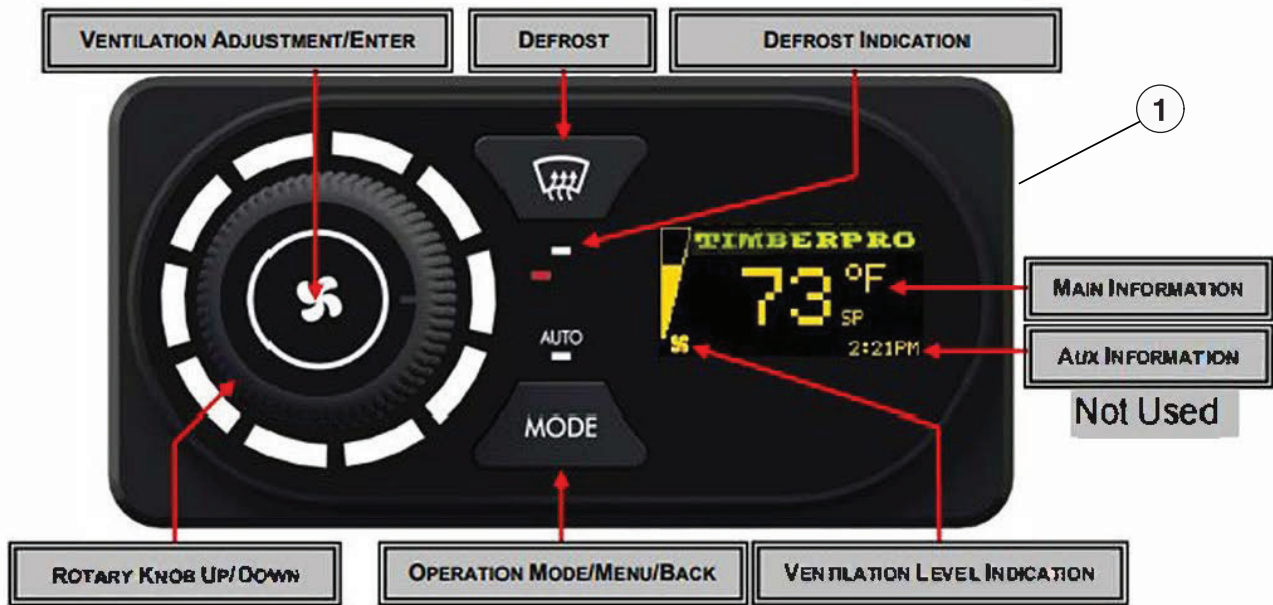 VENTILATION ADJUSTMENT/ENTER
DEFROST
DEFROST INDICATION
1
TIMBERPRO
73 °F
SP
2:21PM
AUTO
MODE
MAIN INFORMATION
AUX INFORMATION
Not Used
ROTARY KNOB UP/DOWN
OPERATION MODE/MENU/BACK
VENTILATION LEVEL INDICATION